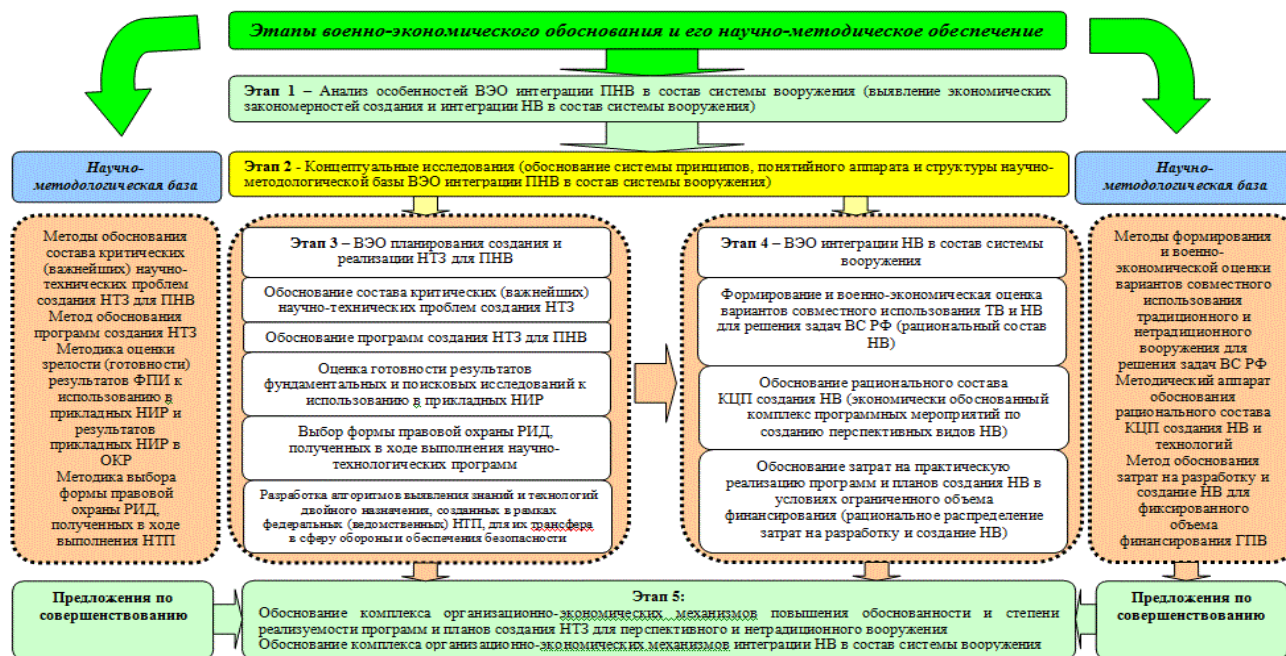 Этапы военно-экономического обоснования и его научно-методическое обеспечение
Этап 1 – Анализ особенностей ВЭО интеграции ПНВ в состав системы вооружения (выявление экономических
закономерностей создания и интеграции НВ в состав системы вооружения)
Научно-
методологическая база
Этап 2 - Концептуальные исследования (обоснование системы принципов, понятийного аппарата и структуры научно-
методологической базы ВЭО интеграции ПНВ в состав системы вооружения)
Научно-
методологическая база
Методы обоснования
состава критических
(важнейших) научно-
технических проблем
создания НТЗ для ПНВ
Метод обоснования
программ создания НТЗ
Методика оценки
зрелости (готовности)
результатов ФПИ к
использованию в
прикладных НИР и
результатов
прикладных НИР в
ОКР
Методика выбора
формы правовой
охраны РИД,
полученных в ходе
выполнения НТП
Этап 3 – ВЭО планирования создания и
реализации НТЗ для ПНВ
Обоснование состава критических (важнейших)
научно-технических проблем создания НТЗ
Обоснование программ создания НТЗ для ПНВ
Оценка готовности результатов
фундаментальных и поисковых исследований к
использованию в прикладных НИР
Выбор формы правовой охраны РИД,
полученных в ходе выполнения научно-
технологических программ
Разработка алгоритмов выявления знаний и технологий
двойного назначения, созданных в рамках
федеральных (ведомственных) НТП, для их трансфера
в сферу обороны и обеспечения безопасности
Этап 4 – ВЭО интеграции НВ в состав системы
вооружения
Формирование и военно-экономическая оценка
вариантов совместного использования ТВ и НВ
для решения задач ВС РФ (рациональный состав
НВ)
Обоснование рационального состава
КЦП создания НВ (экономически обоснованный
комплекс программных мероприятий по
созданию перспективных видов НВ)
Обоснование затрат на практическую
реализацию программ и планов создания НВ в
условиях ограниченного объема
финансирования (рациональное распределение
затрат на разработку и создание НВ)
Методы формирования
и военно-
экономической оценки
вариантов совместного
использования
традиционного и
нетрадиционного
вооружения для
решения задач ВС РФ
Методический аппарат
обоснования
рационального состава
КЦП создания НВ и
технологий
Метод обоснования
затрат на разработку и
создание НВ для
фиксированного
объема
финансирования ГПВ
Предложения по
совершенствованию
Этап 5:
Обоснование комплекса организационно-экономических механизмов повышения обоснованности и степени
реализуемости программ и планов создания НТЗ для перспективного и нетрадиционного вооружения
Обоснование комплекса организационно-экономических механизмов интеграции НВ в состав системы вооружения
Предложения по
совершенствованию